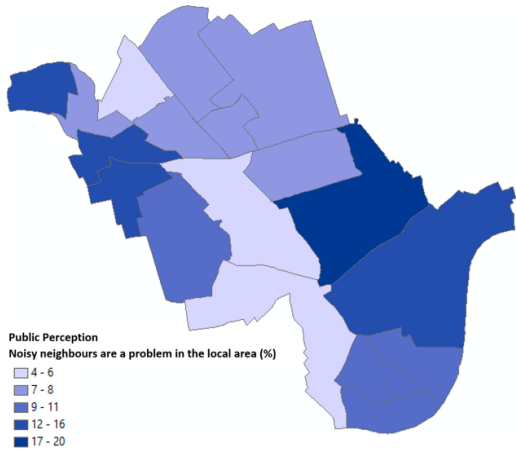 Public Perception
Noisy neighbours are a problem in the local area (%)
4 - 6
7 - 8
9 - 11
12 - 16
17 - 20